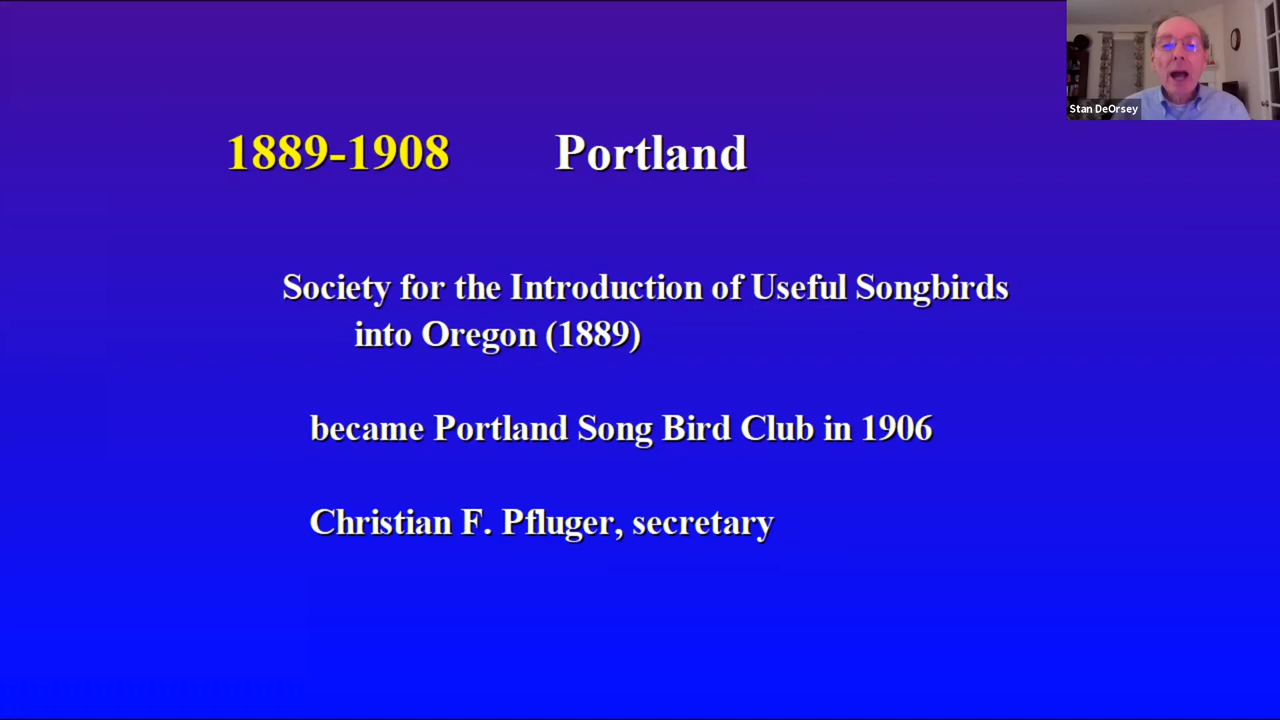 Stan DeOrsey
1889-1908 Portland
Society for the Introduction of Useful Songbirds
into Oregon (1889)
became Portland Song Bird Club in 1906
Christian F. Pfluger, secretary